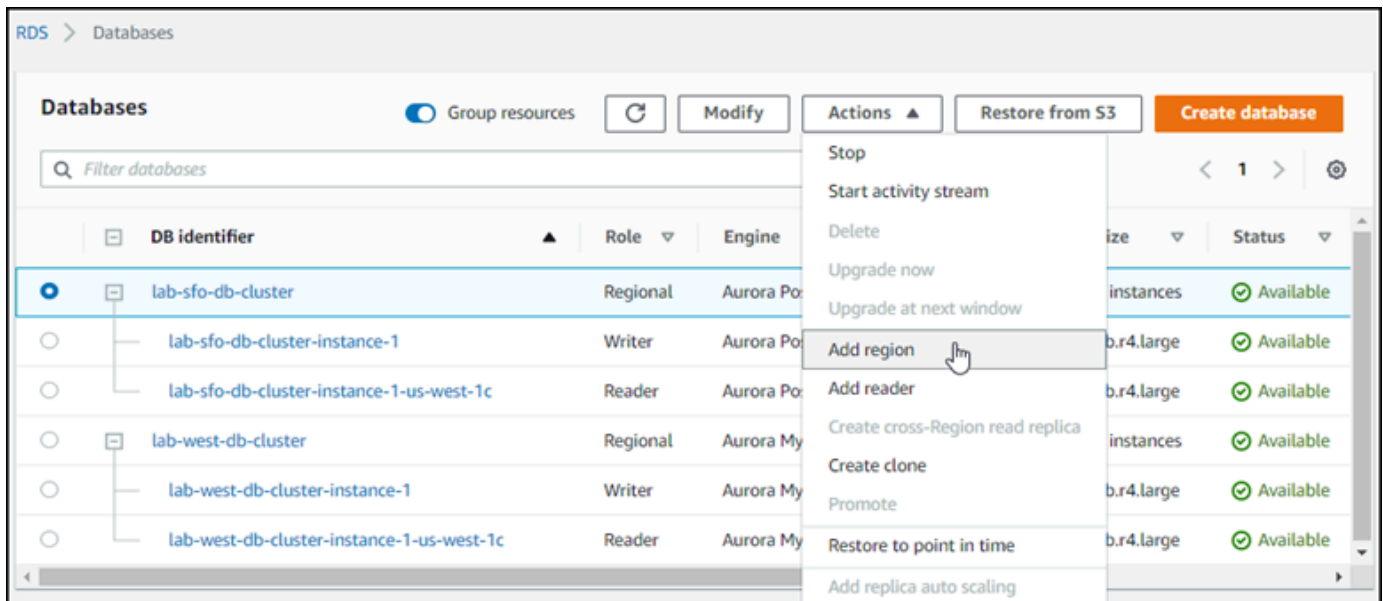 RDS > Databases
Databases Group resources Modify Actions ▲ Restore from S3 Create database
Filter databases < 1 >
DB identifier ▲ Role ▽ Engine ize ▽ Status ▽
lab-sfo-db-cluster Regional Aurora Po instances Available
lab-sfo-db-cluster-instance-1 Writer Aurora Po b.r4.large Available
lab-sfo-db-cluster-instance-1-us-west-1c Reader Aurora Po b.r4.large Available
lab-west-db-cluster Regional Aurora My instances Available
lab-west-db-cluster-instance-1 Writer Aurora My b.r4.large Available
lab-west-db-cluster-instance-1-us-west-1c Reader Aurora My b.r4.large Available
Stop
Start activity stream
Delete
Upgrade now
Upgrade at next window
Add region
Add reader
Create cross-Region read replica
Create clone
Promote
Restore to point in time
Add replica auto scaling